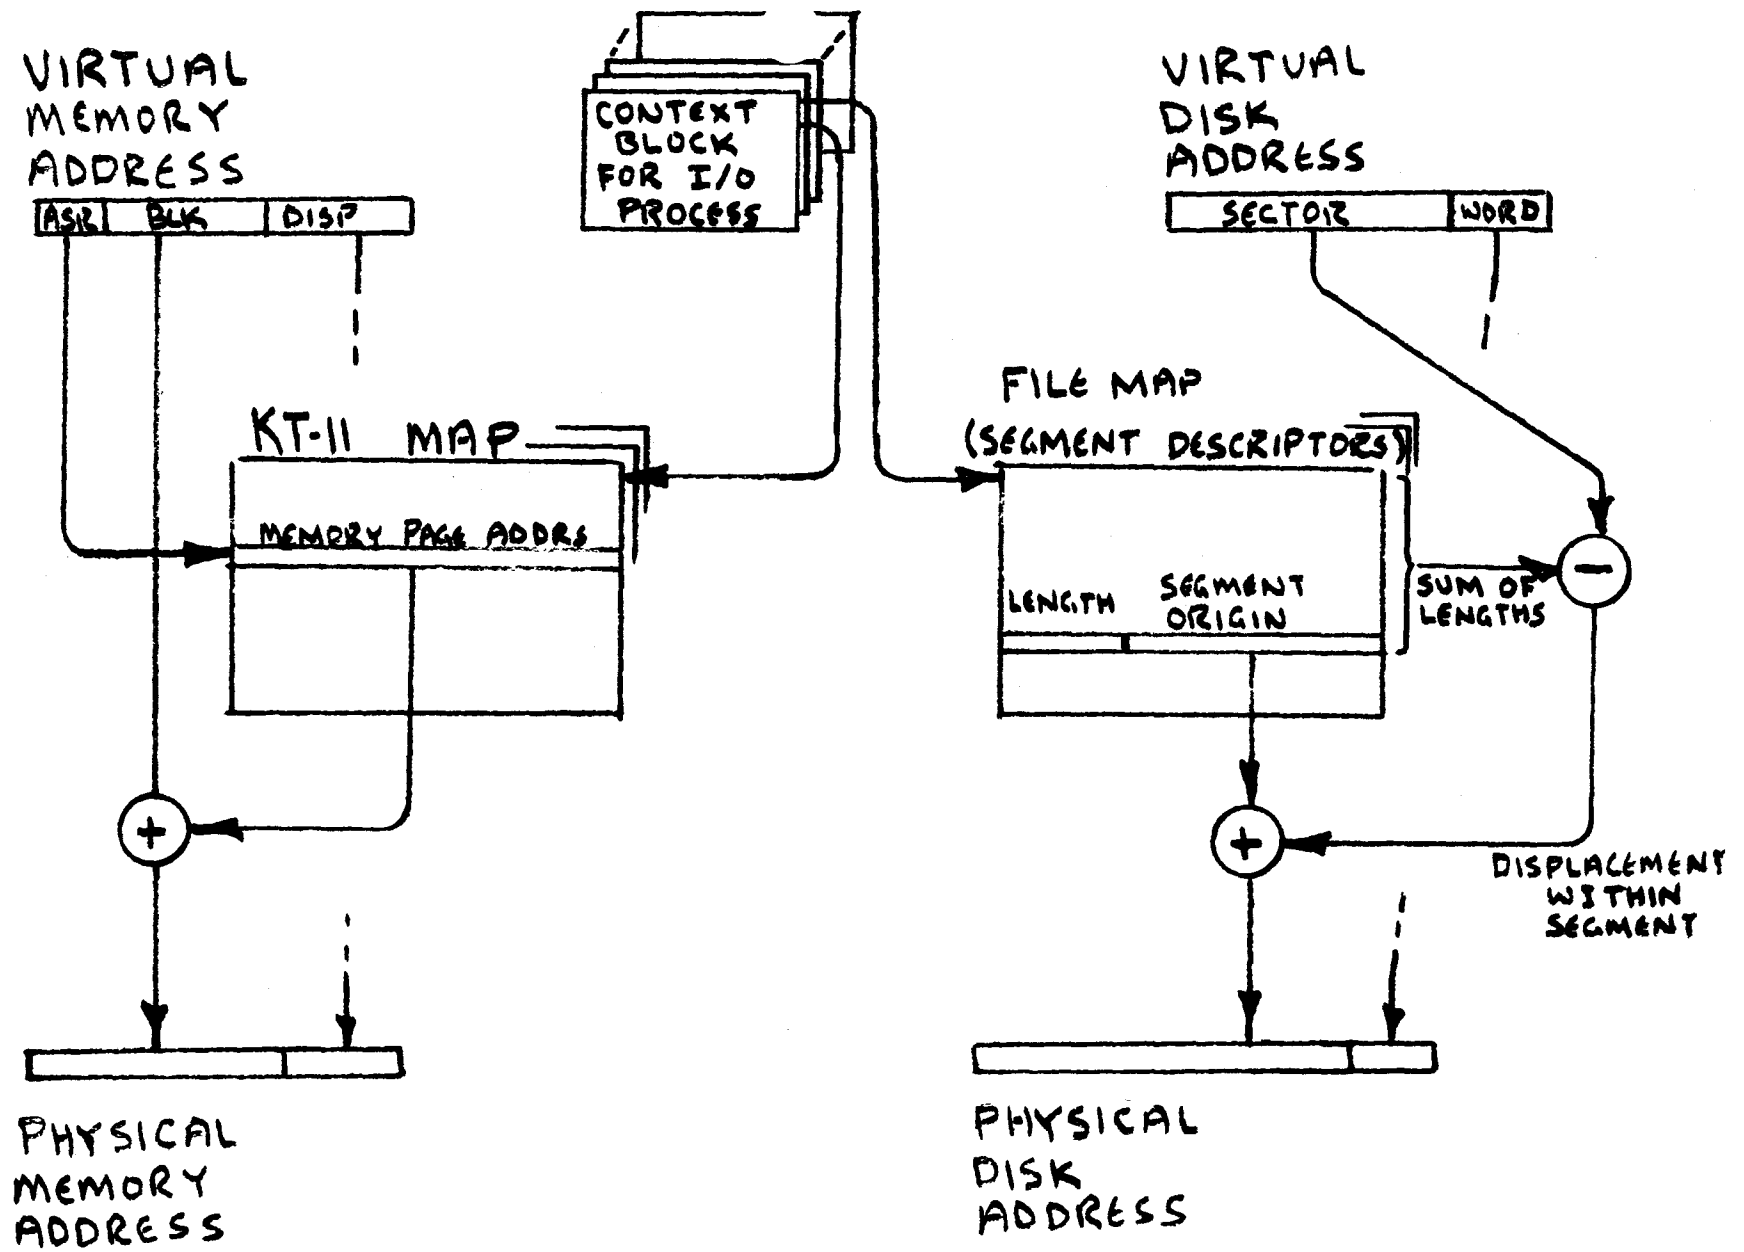 VIRTUAL
MEMORY
ADDRESS
ASR BLK DISP
CONTEXT
BLOCK
FOR I/O
PROCESS
VIRTUAL
DISK
ADDRESS
SECTOR WORD
KT-11 MAP
MEMORY PAGE ADDRS
+
FILE MAP
(SEGMENT DESCRIPTORS)
LENGTH
SEGMENT
ORIGIN
SUM OF
LENGTHS
−
+
DISPLACEMENT
WITHIN
SEGMENT
PHYSICAL
MEMORY
ADDRESS
PHYSICAL
DISK
ADDRESS